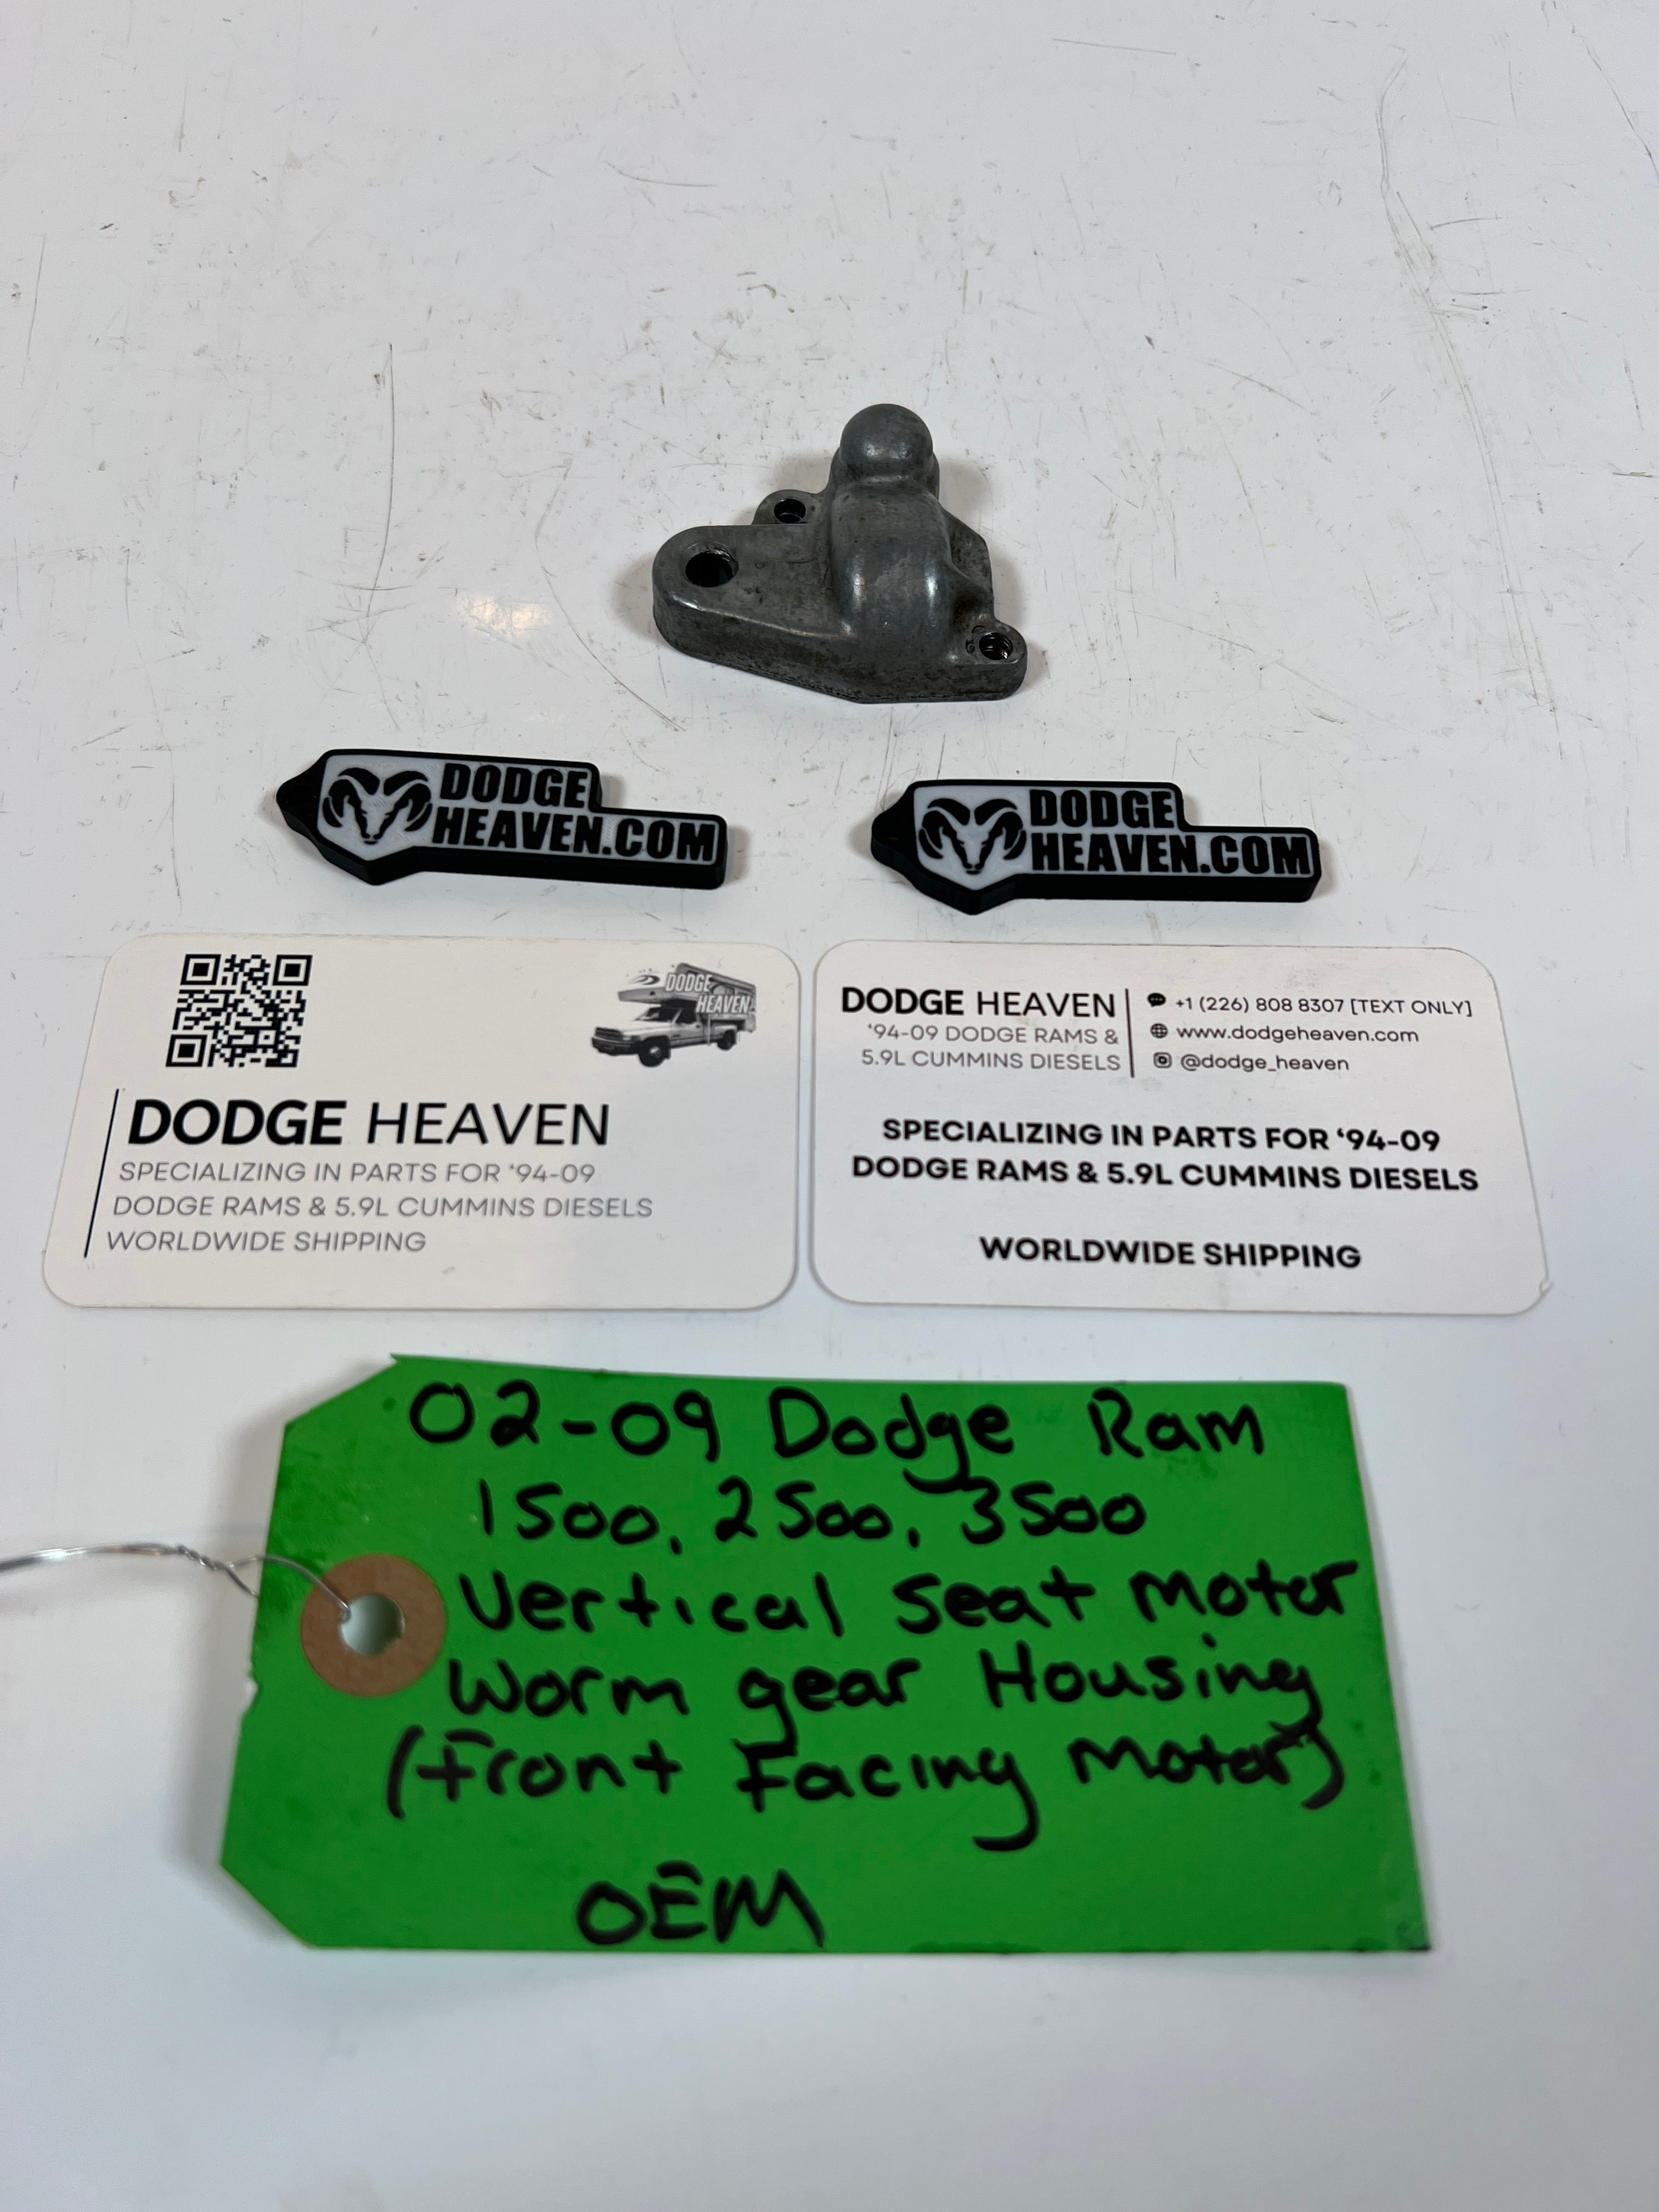 DODGE
HEAVEN.COM
DODGE
HEAVEN.COM
DODGE
HEAVEN
DODGE HEAVEN
SPECIALIZING IN PARTS FOR '94-09
DODGE RAMS & 5.9L CUMMINS DIESELS
WORLDWIDE SHIPPING
DODGE HEAVEN
'94-09 DODGE RAMS &
5.9L CUMMINS DIESELS
+1 (226) 808 8307 [TEXT ONLY]
www.dodgeheaven.com
@dodge_heaven
SPECIALIZING IN PARTS FOR '94-09
DODGE RAMS & 5.9L CUMMINS DIESELS
WORLDWIDE SHIPPING
02-09 Dodge Ram
1500, 2500, 3500
Vertical seat motor
worm gear Housing
(Front Facing motor)
OEM